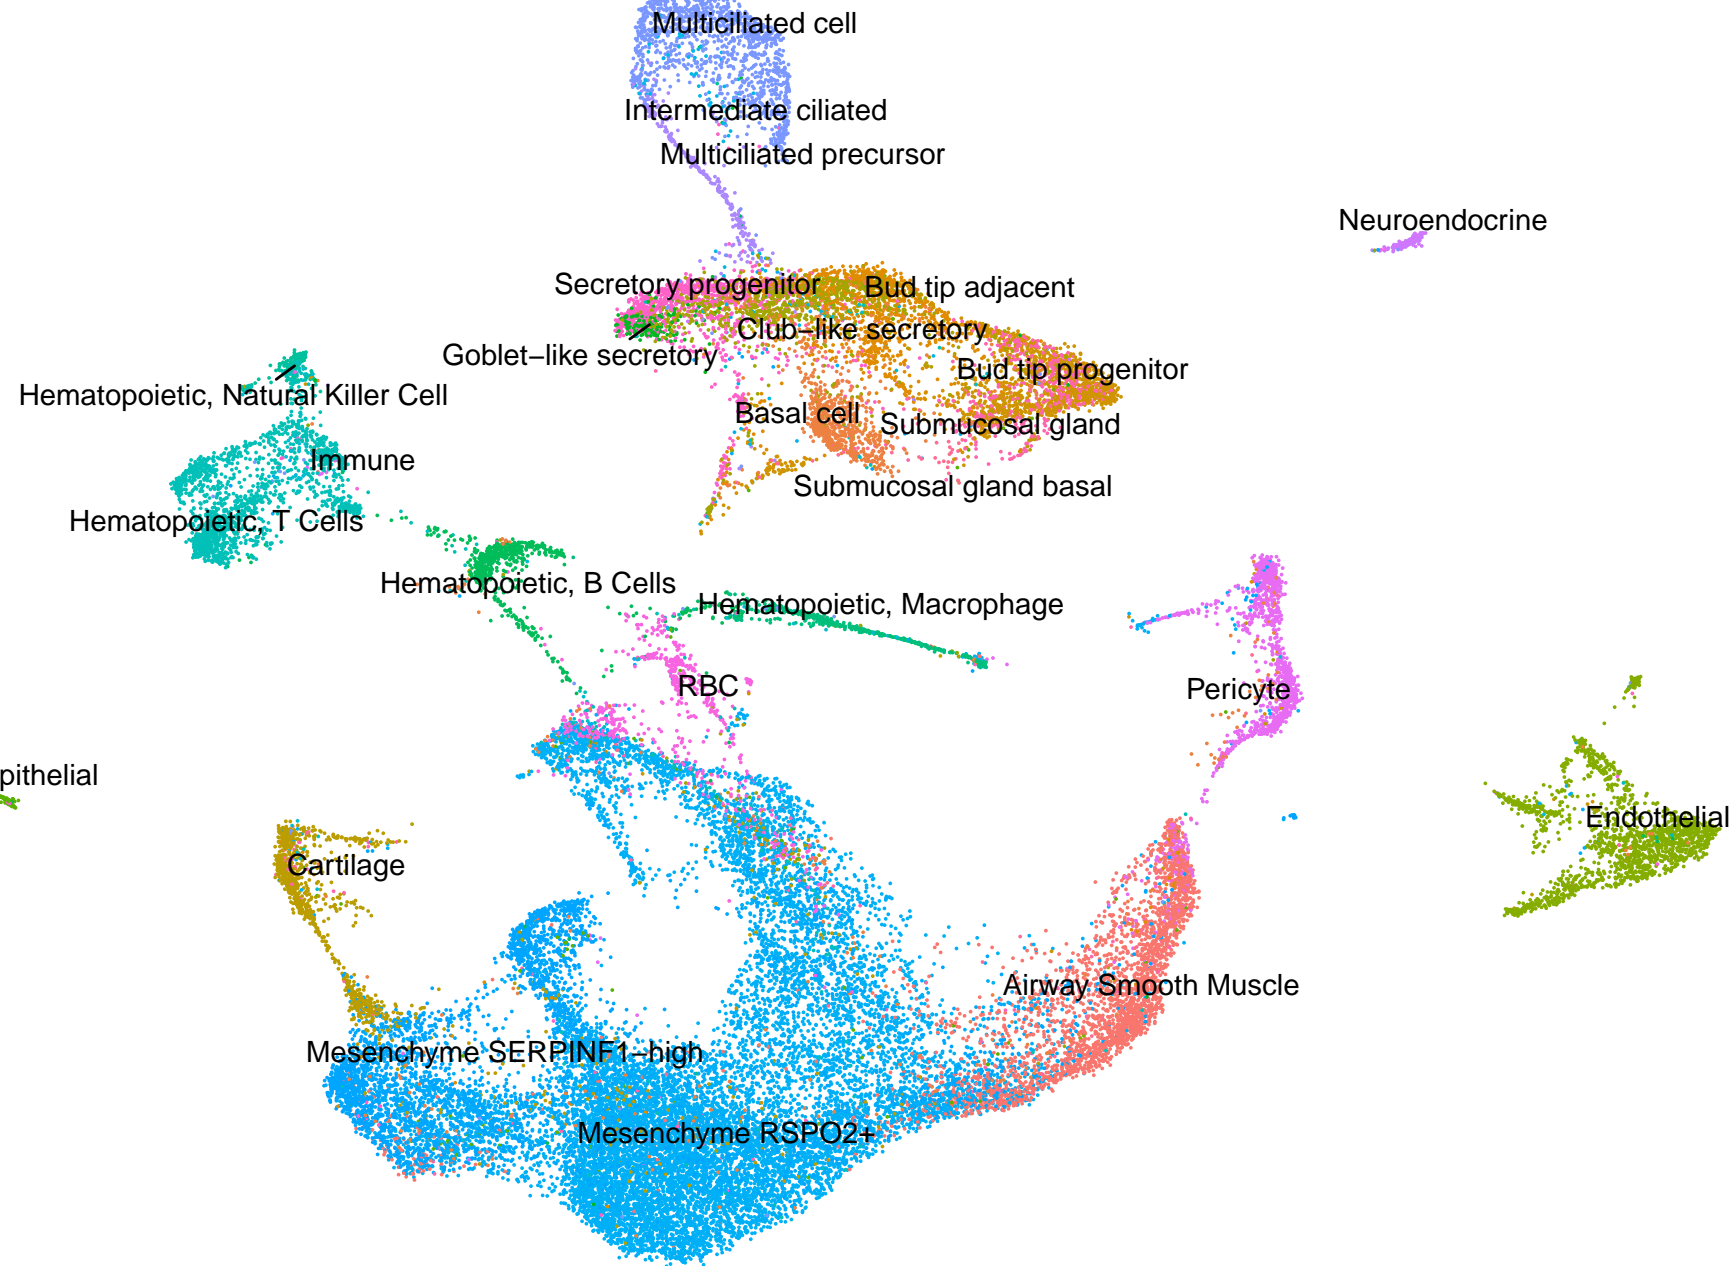 Multiciliated cell
Intermediate ciliated
Multiciliated precursor
Neuroendocrine
Secretory progenitor
Bud tip adjacent
Club−like secretory
Goblet−like secretory
Bud tip progenitor
Hematopoietic, Natural Killer Cell
Basal cell
Submucosal gland
Immune
Submucosal gland basal
Hematopoietic, T Cells
Hematopoietic, B Cells
Hematopoietic, Macrophage
RBC
Pericyte
pithelial
Endothelial
Cartilage
Airway Smooth Muscle
Mesenchyme SERPINF1−high
Mesenchyme RSPO2+